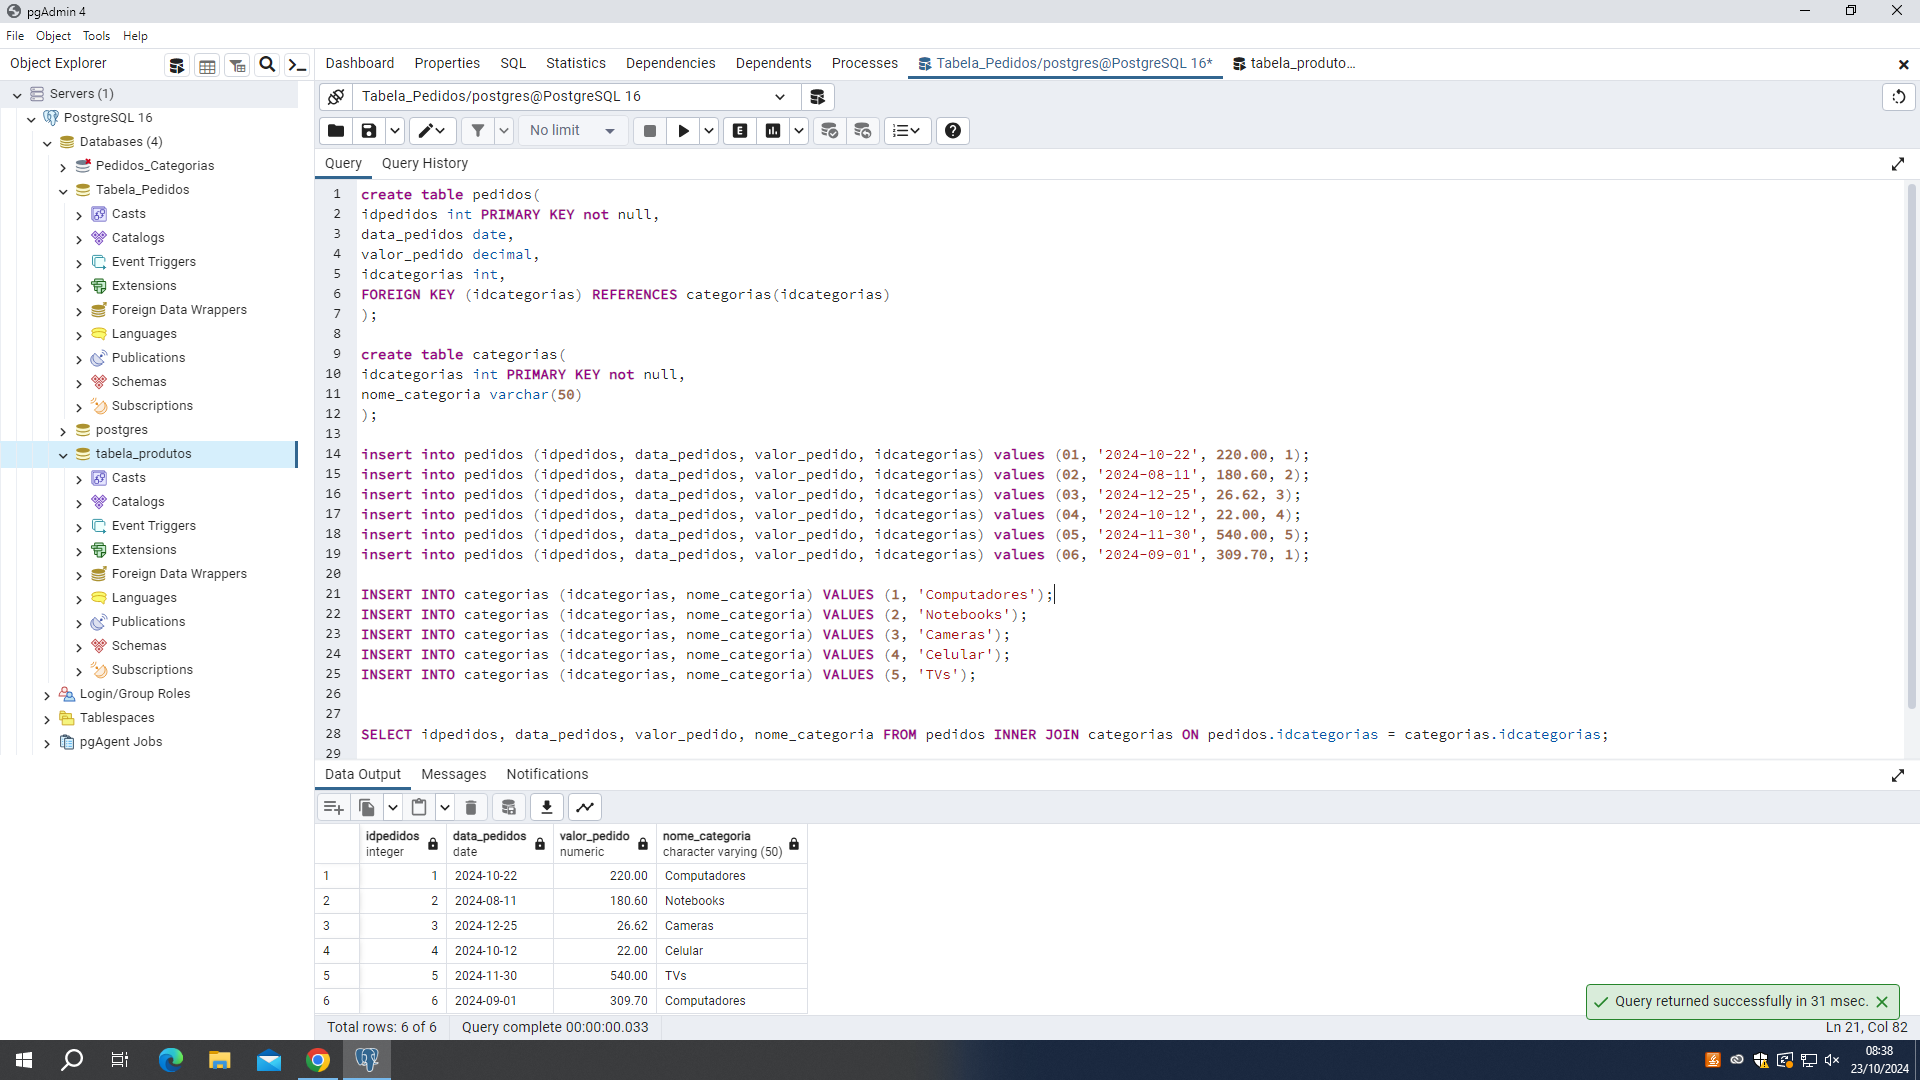 pgAdmin 4
File Object Tools Help
Object Explorer
Dashboard Properties SQL Statistics Dependencies Dependents Processes Tabela_Pedidos/postgres@PostgreSQL 16* tabela_produto...
Servers (1)
PostgreSQL 16
Databases (4)
Pedidos_Categorias
Tabela_Pedidos
Casts
Catalogs
Event Triggers
Extensions
Foreign Data Wrappers
Languages
Publications
Schemas
Subscriptions
postgres
tabela_produtos
Casts
Catalogs
Event Triggers
Extensions
Foreign Data Wrappers
Languages
Publications
Schemas
Subscriptions
Login/Group Roles
Tablespaces
pgAgent Jobs
Tabela_Pedidos/postgres@PostgreSQL 16
No limit
E
Query Query History
1 create table pedidos(
2 idpedidos int PRIMARY KEY not null,
3 data_pedidos date,
4 valor_pedido decimal,
5 idcategorias int,
6 FOREIGN KEY (idcategorias) REFERENCES categorias(idcategorias)
7 );
8
9 create table categorias(
10 idcategorias int PRIMARY KEY not null,
11 nome_categoria varchar(50)
12 );
13
14 insert into pedidos (idpedidos, data_pedidos, valor_pedido, idcategorias) values (01, '2024-10-22', 220.00, 1);
15 insert into pedidos (idpedidos, data_pedidos, valor_pedido, idcategorias) values (02, '2024-08-11', 180.60, 2);
16 insert into pedidos (idpedidos, data_pedidos, valor_pedido, idcategorias) values (03, '2024-12-25', 26.62, 3);
17 insert into pedidos (idpedidos, data_pedidos, valor_pedido, idcategorias) values (04, '2024-10-12', 22.00, 4);
18 insert into pedidos (idpedidos, data_pedidos, valor_pedido, idcategorias) values (05, '2024-11-30', 540.00, 5);
19 insert into pedidos (idpedidos, data_pedidos, valor_pedido, idcategorias) values (06, '2024-09-01', 309.70, 1);
20
21 INSERT INTO categorias (idcategorias, nome_categoria) VALUES (1, 'Computadores');
22 INSERT INTO categorias (idcategorias, nome_categoria) VALUES (2, 'Notebooks');
23 INSERT INTO categorias (idcategorias, nome_categoria) VALUES (3, 'Cameras');
24 INSERT INTO categorias (idcategorias, nome_categoria) VALUES (4, 'Celular');
25 INSERT INTO categorias (idcategorias, nome_categoria) VALUES (5, 'TVs');
26
27
28 SELECT idpedidos, data_pedidos, valor_pedido, nome_categoria FROM pedidos INNER JOIN categorias ON pedidos.idcategorias = categorias.idcategorias;
29
Data Output Messages Notifications
idpedidos data_pedidos valor_pedido nome_categoria
integer date numeric character varying (50)
1 1 2024-10-22 220.00 Computadores
2 2 2024-08-11 180.60 Notebooks
3 3 2024-12-25 26.62 Cameras
4 4 2024-10-12 22.00 Celular
5 5 2024-11-30 540.00 TVs
6 6 2024-09-01 309.70 Computadores
Query returned successfully in 31 msec.
Total rows: 6 of 6 Query complete 00:00:00.033 Ln 21, Col 82
08:38
23/10/2024